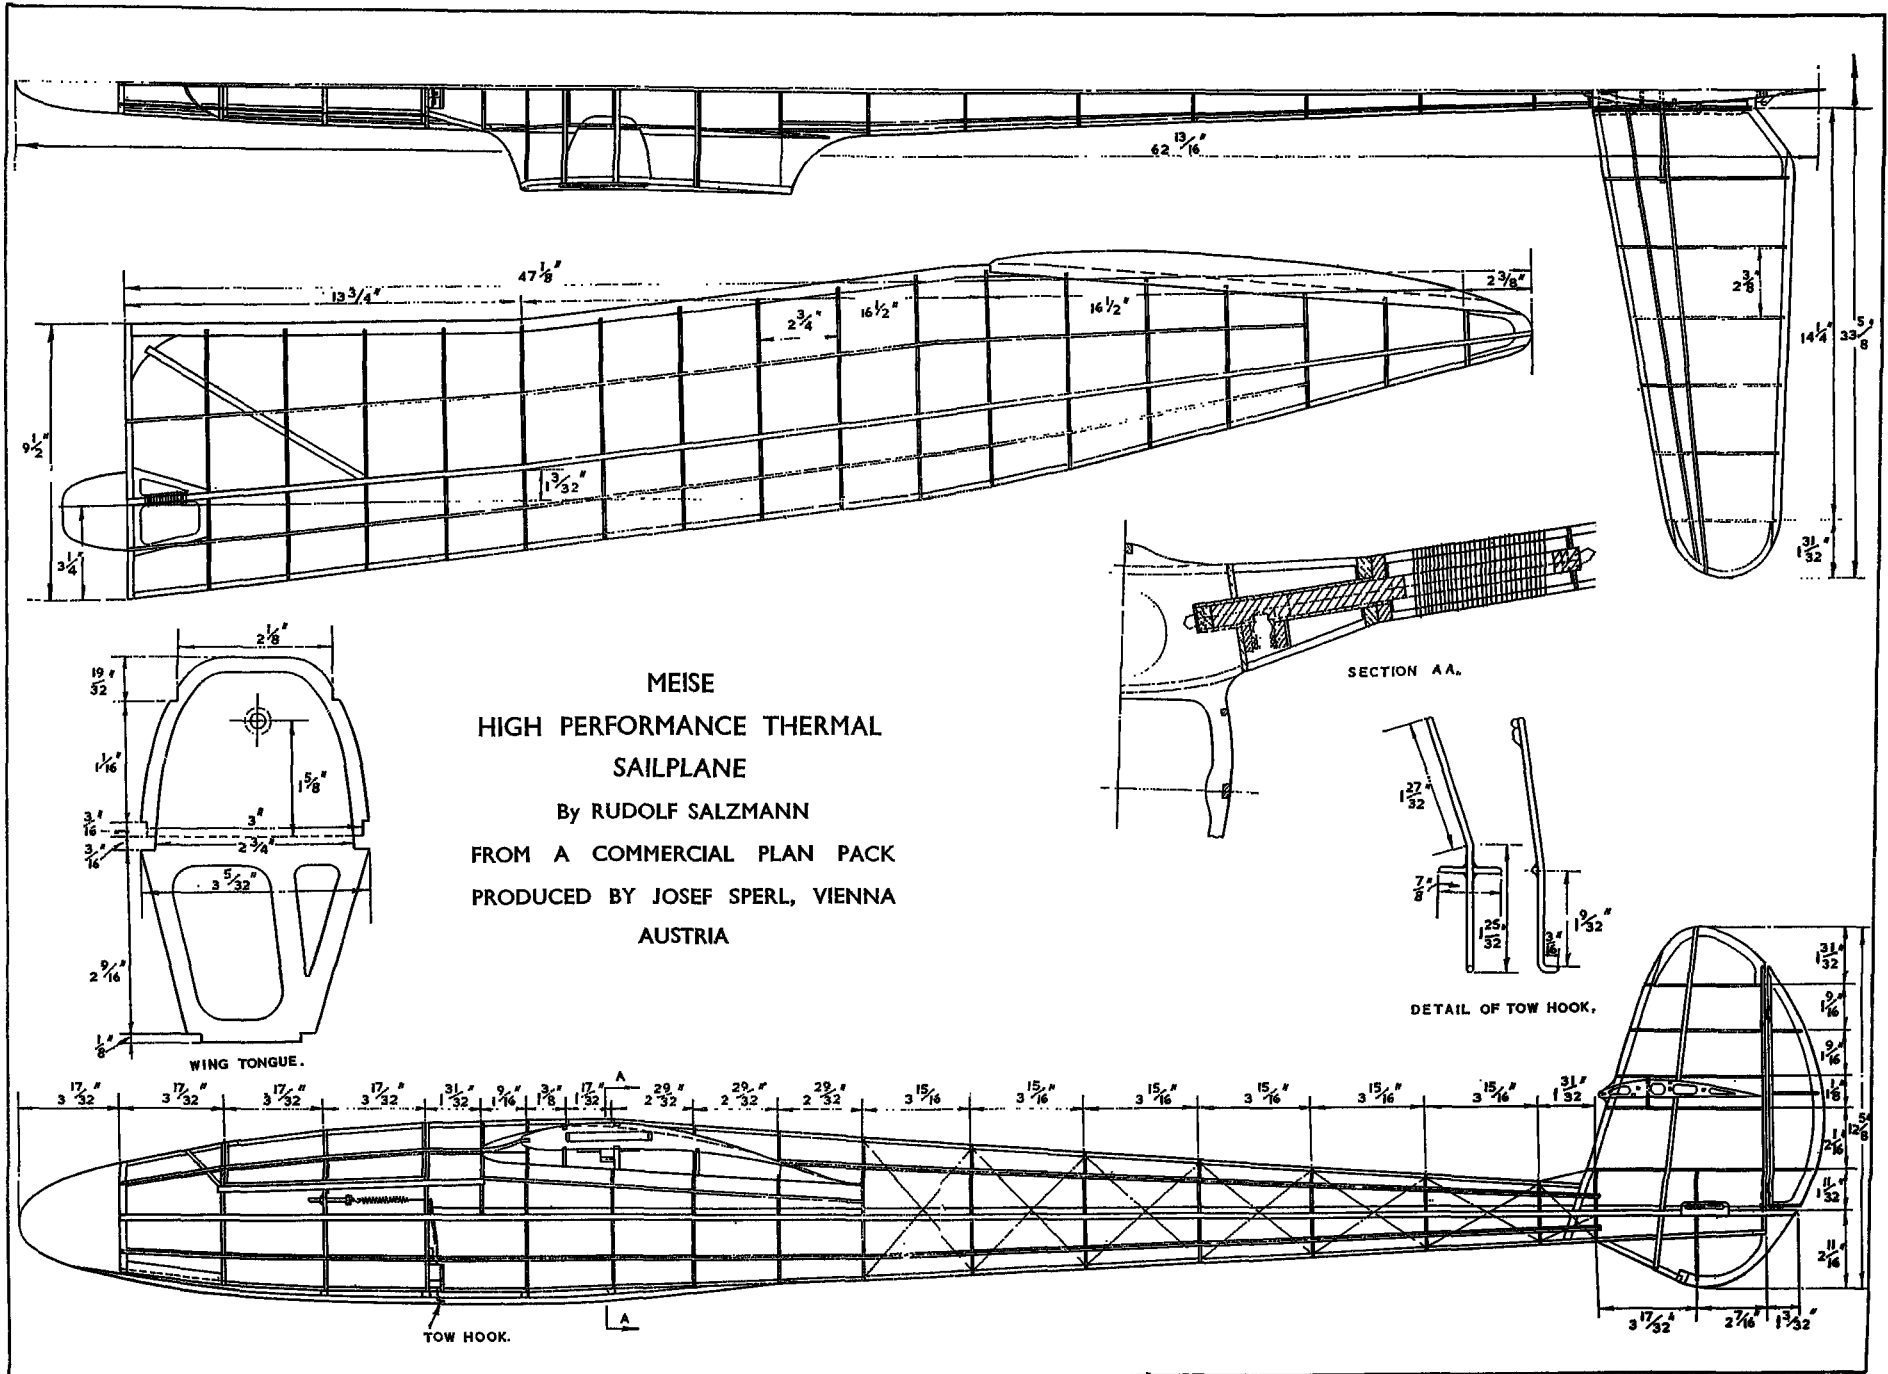 62 13/16"
47 1/8"
13 3/4"
16 1/2"
16 1/2"
2 3/8"
2 3/4"
2 3/8"
14 1/4"
33 5/8"
9 1/2"
1 3/32"
3 1/4"
1 31/32"
SECTION AA.
2 1/8"
19/32"
1 1/16"
1 5/8"
3/16"
3"
3/16"
2 3/4"
3 5/32"
2 9/16"
1/8"
WING TONGUE.
MEISE
HIGH PERFORMANCE THERMAL
SAILPLANE
By RUDOLF SALZMANN
FROM A COMMERCIAL PLAN PACK
PRODUCED BY JOSEF SPERL, VIENNA
AUSTRIA
1 27/32"
7/8"
1 25/32"
1 9/32"
3/16"
DETAIL OF TOW HOOK.
3 17/32" 3 17/32" 3 17/32" 3 17/32" 1 31/32" 1 9/16" 1 3/8" 1 17/32" A 2 29/32" 2 29/32" 2 29/32" 3 15/16" 3 15/16" 3 15/16" 3 15/16" 3 15/16" 3 15/16" 1 31/32"
1 31/32"
1 9/16"
1 9/16"
1 1/8"
12 5/8"
2 1/16"
1 11/32"
2 11/16"
3 17/32" 2 7/16" 1 3/32"
A
TOW HOOK.